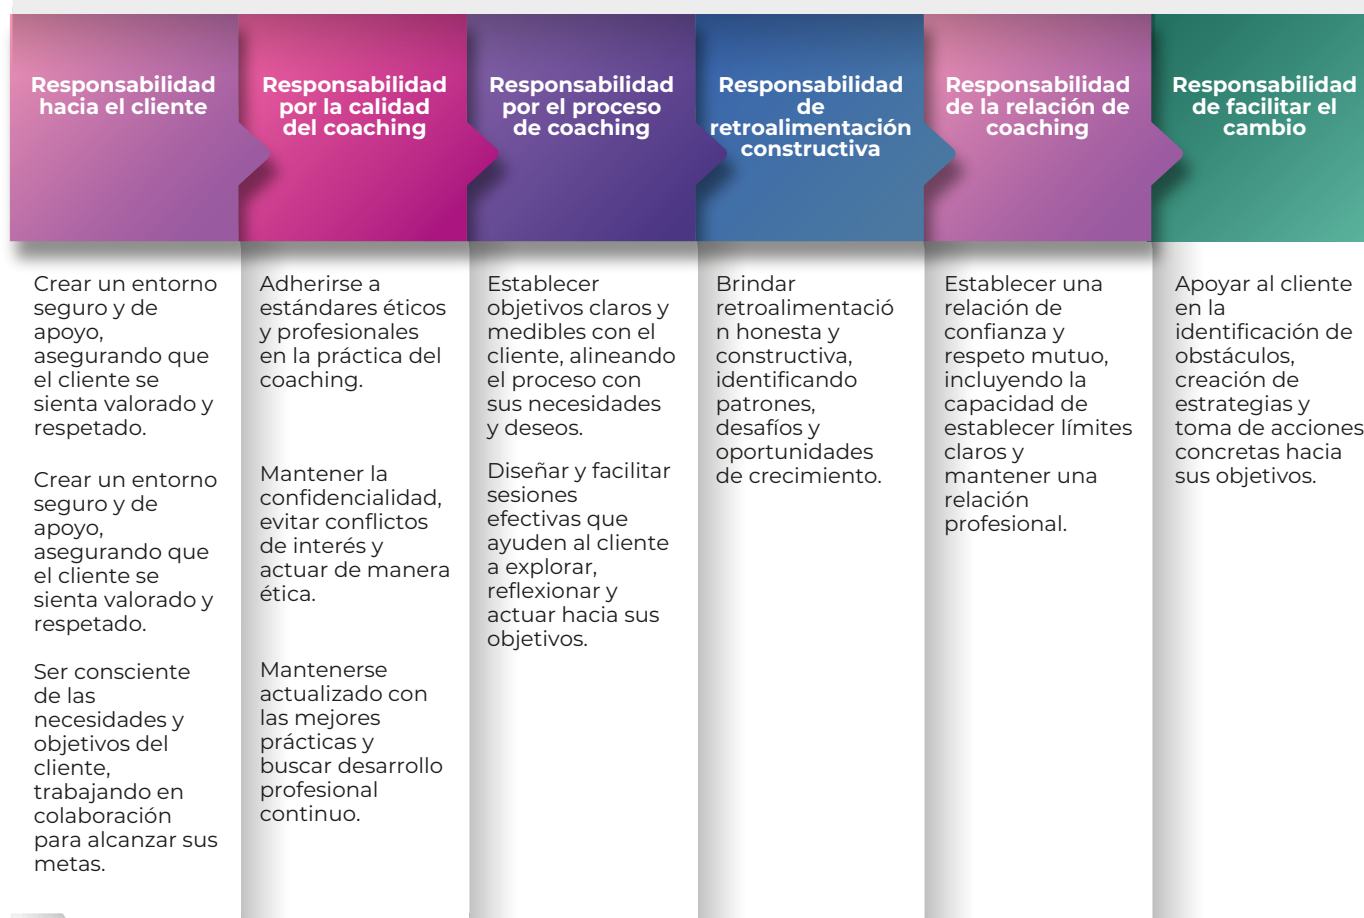 Responsabilidad
hacia el cliente
Responsabilidad
por la calidad
del coaching
Responsabilidad
por el proceso
de coaching
Responsabilidad
de
retroalimentación
constructiva
Responsabilidad
de la relación de
coaching
Responsabilidad
de facilitar el
cambio
Crear un entorno
seguro y de
apoyo,
asegurando que
el cliente se
sienta valorado y
respetado.
Crear un entorno
seguro y de
apoyo,
asegurando que
el cliente se
sienta valorado y
respetado.
Ser consciente
de las
necesidades y
objetivos del
cliente,
trabajando en
colaboración
para alcanzar sus
metas.
Adherirse a
estándares éticos
y profesionales
en la práctica del
coaching.
Mantener la
confidencialidad,
evitar conflictos
de interés y
actuar de manera
ética.
Mantenerse
actualizado con
las mejores
prácticas y
buscar desarrollo
profesional
continuo.
Establecer
objetivos claros y
medibles con el
cliente, alineando
el proceso con
sus necesidades
y deseos.
Diseñar y facilitar
sesiones
efectivas que
ayuden al cliente
a explorar,
reflexionar y
actuar hacia sus
objetivos.
Brindar
retroalimentació
n honesta y
constructiva,
identificando
patrones,
desafíos y
oportunidades
de crecimiento.
Establecer una
relación de
confianza y
respeto mutuo,
incluyendo la
capacidad de
establecer límites
claros y
mantener una
relación
profesional.
Apoyar al cliente
en la
identificación de
obstáculos,
creación de
estrategias y
toma de acciones
concretas hacia
sus objetivos.